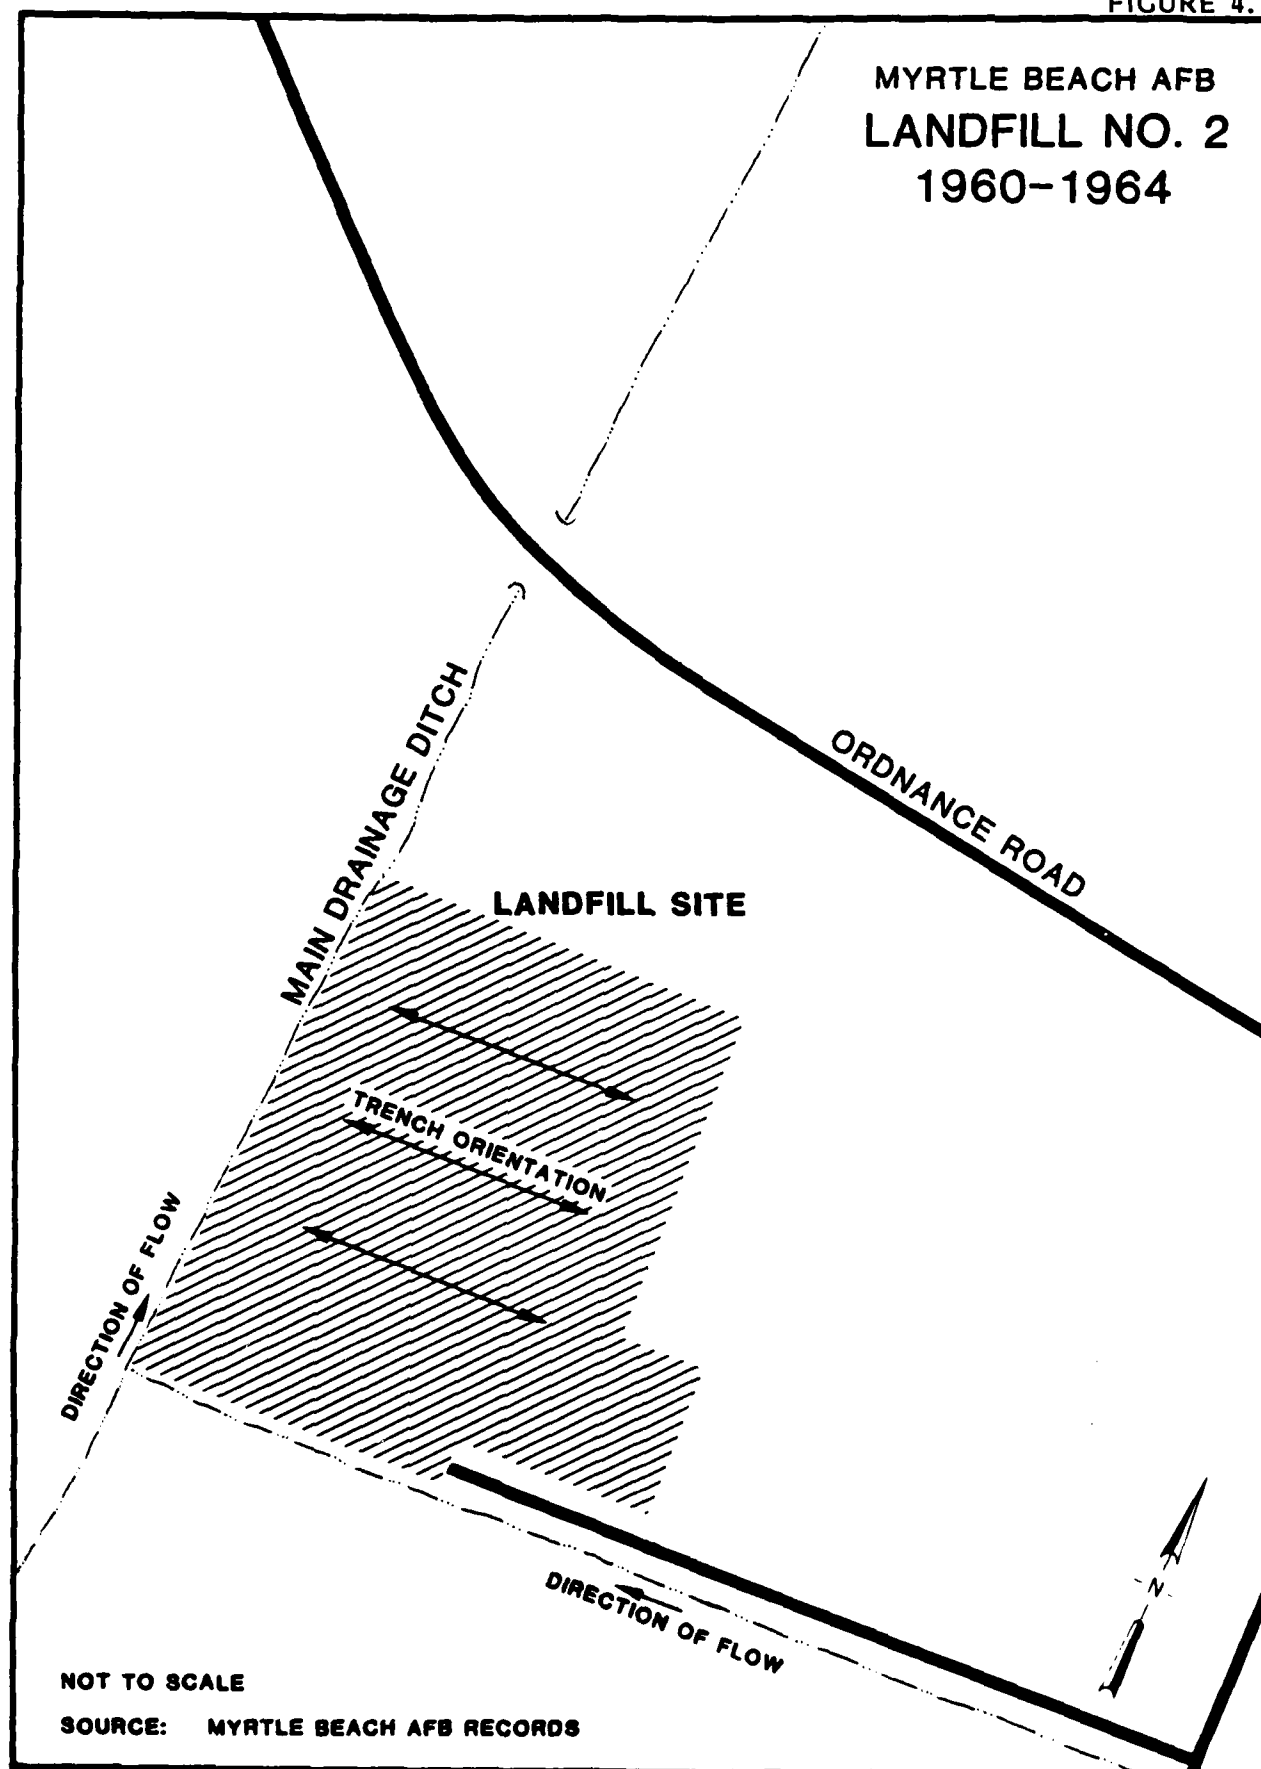 FIGURE 4.
MYRTLE BEACH AFB
LANDFILL NO. 2
1960-1964
MAIN DRAINAGE DITCH
ORDNANCE ROAD
LANDFILL SITE
TRENCH ORIENTATION
DIRECTION OF FLOW
DIRECTION OF FLOW
N
NOT TO SCALE
SOURCE: MYRTLE BEACH AFB RECORDS